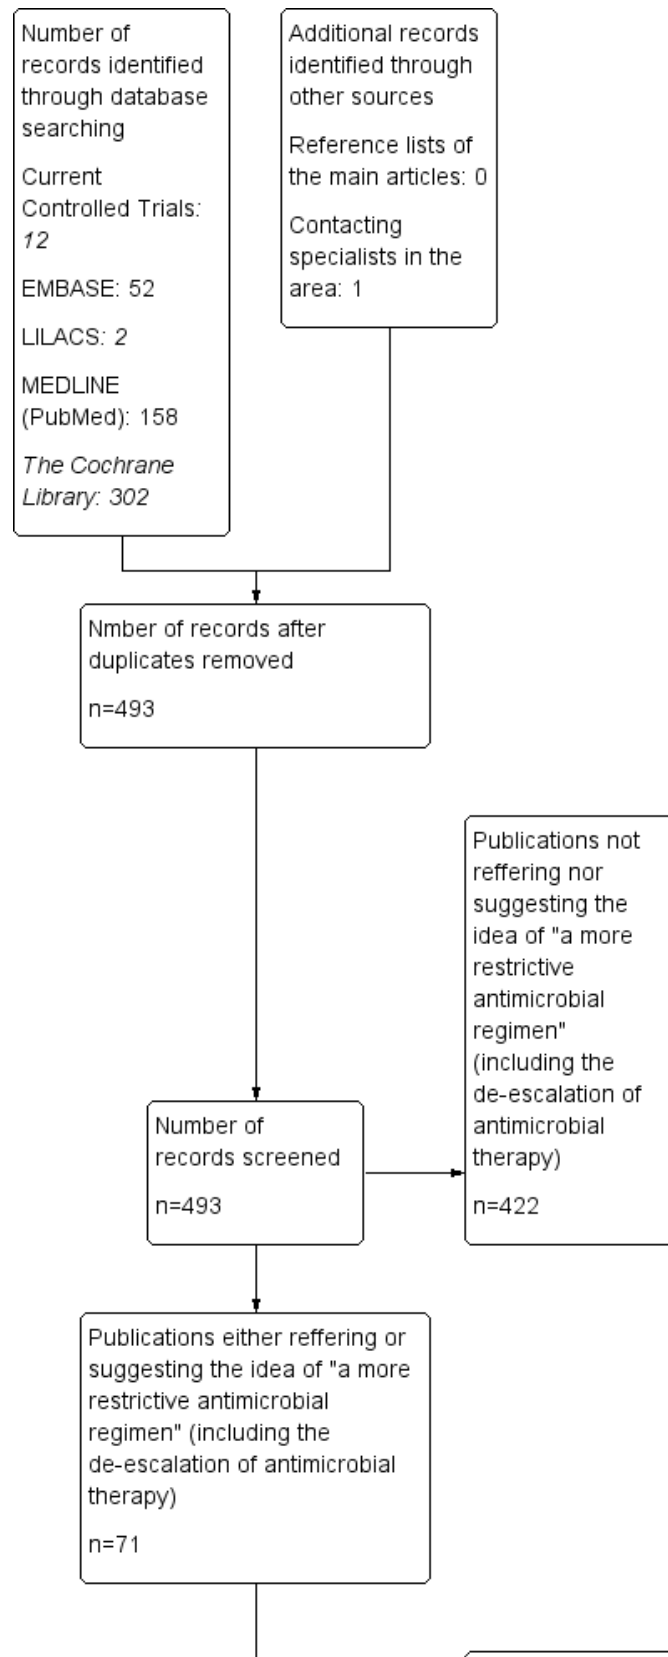 Number of
records identified
through database
searching
Current
Controlled Trials:
12
EMBASE: 52
LILACS: 2
MEDLINE
(PubMed): 158
The Cochrane
Library: 302
Additional records
identified through
other sources
Reference lists of
the main articles: 0
Contacting
specialists in the
area: 1
Nmber of records after
duplicates removed
n=493
Publications not
reffering nor
suggesting the
idea of "a more
restrictive
antimicrobial
regimen"
(including the
de-escalation of
antimicrobial
therapy)
n=422
Number of
records screened
n=493
Publications either reffering or
suggesting the idea of "a more
restrictive antimicrobial
regimen" (including the
de-escalation of antimicrobial
therapy)
n=71